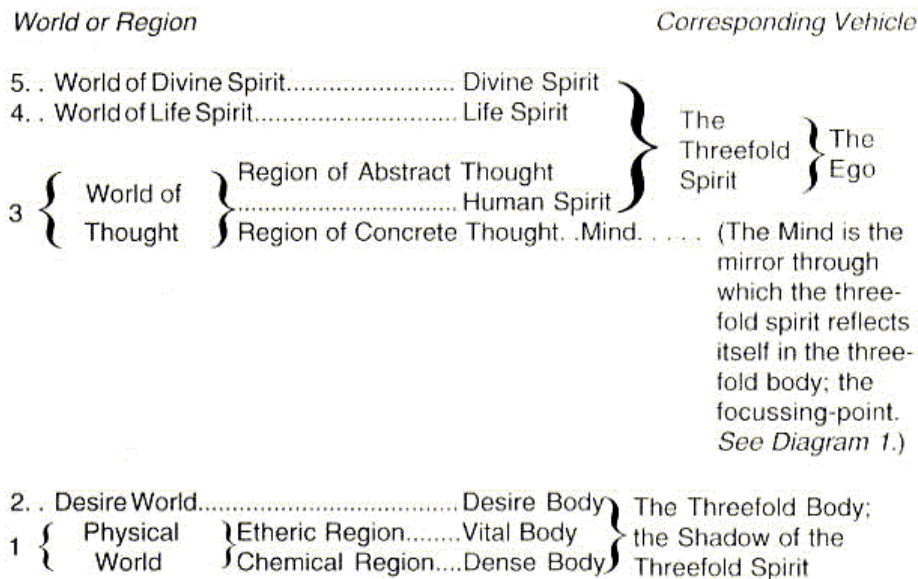 World or Region Corresponding Vehicle
5. . World of Divine Spirit......................... Divine Spirit
4. . World of Life Spirit.............................. Life Spirit
The
Threefold
Spirit
The
Ego
3
World of
Thought
Region of Abstract Thought
................................. Human Spirit
Region of Concrete Thought. .Mind. . . . . (The Mind is the
mirror through
which the three-
fold spirit reflects
itself in the three-
fold body; the
focussing-point.
See Diagram 1.)
2. . Desire World...................................... Desire Body
1
Physical
World
Etheric Region........Vital Body
Chemical Region....Dense Body
The Threefold Body;
the Shadow of the
Threefold Spirit